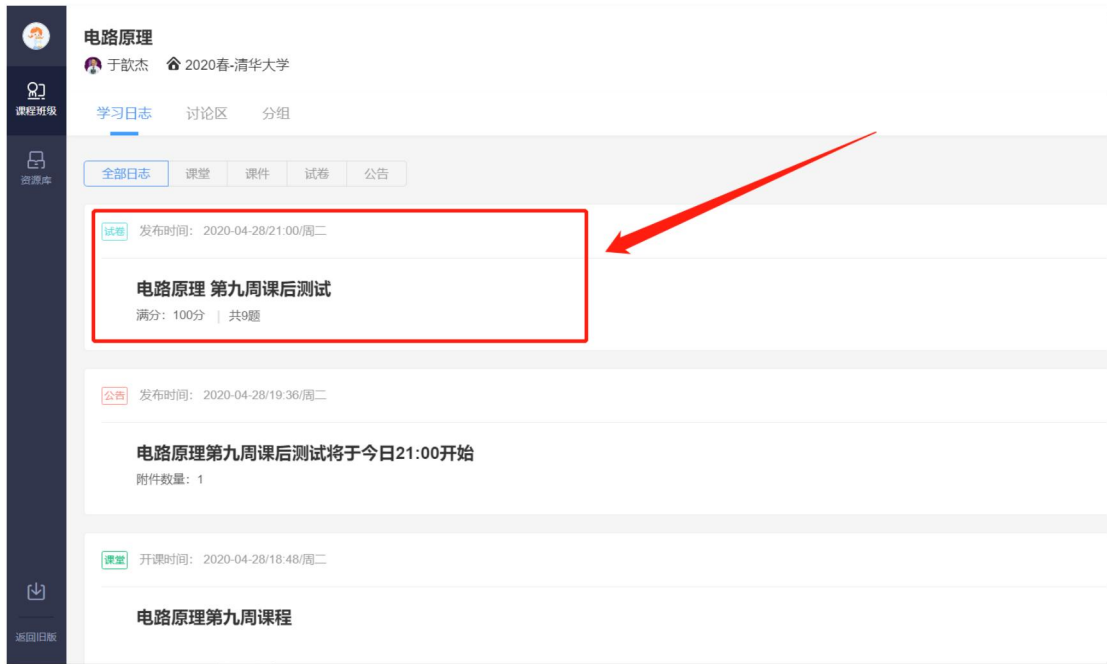 电路原理
于歆杰 2020春-清华大学
课程班级
学习日志 讨论区 分组
资源库
全部日志 课堂 课件 试卷 公告
试卷 发布时间: 2020-04-28/21:00/周二
电路原理 第九周课后测试
满分: 100分 | 共9题
公告 发布时间: 2020-04-28/19:36/周二
电路原理第九周课后测试将于今日21:00开始
附件数量: 1
课堂 开课时间: 2020-04-28/18:48/周二
电路原理第九周课程
返回旧版